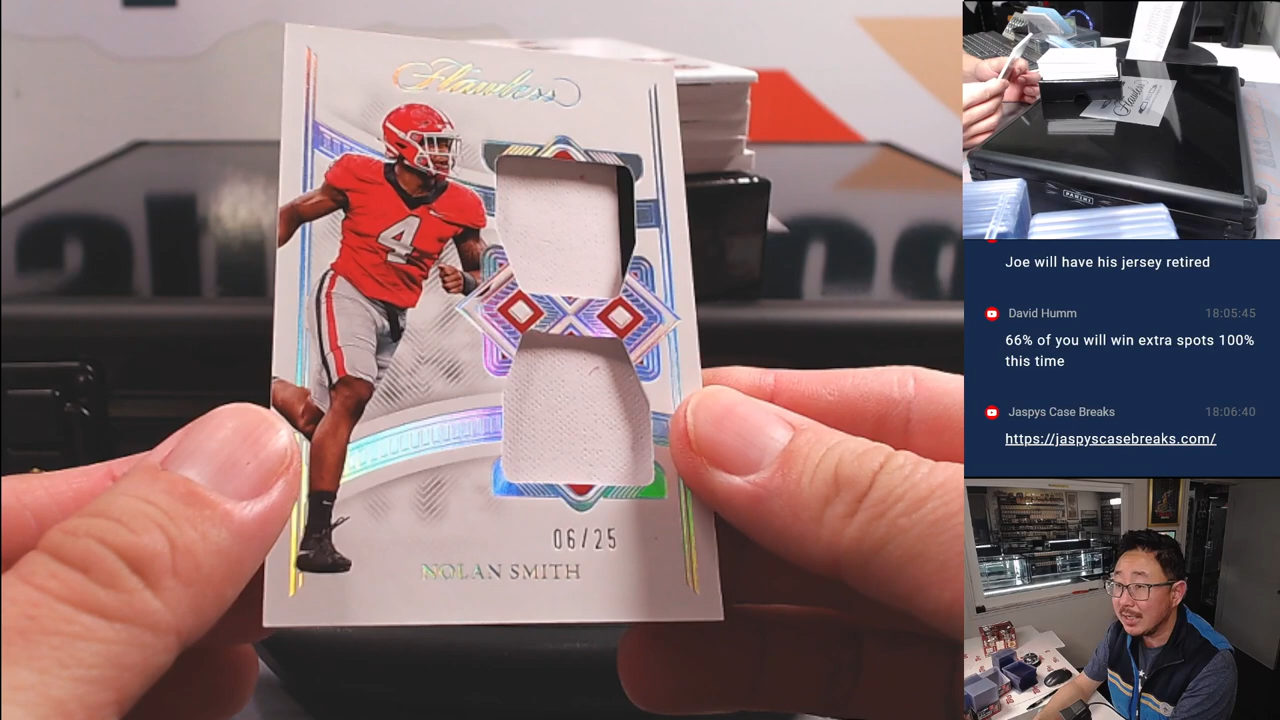 Flawless
4
06/25
NOLAN SMITH
Flawless
PANINI
Joe will have his jersey retired
David Humm 18:05:45
66% of you will win extra spots 100%
this time
Jaspys Case Breaks 18:06:40
https://jaspyscasebreaks.com/